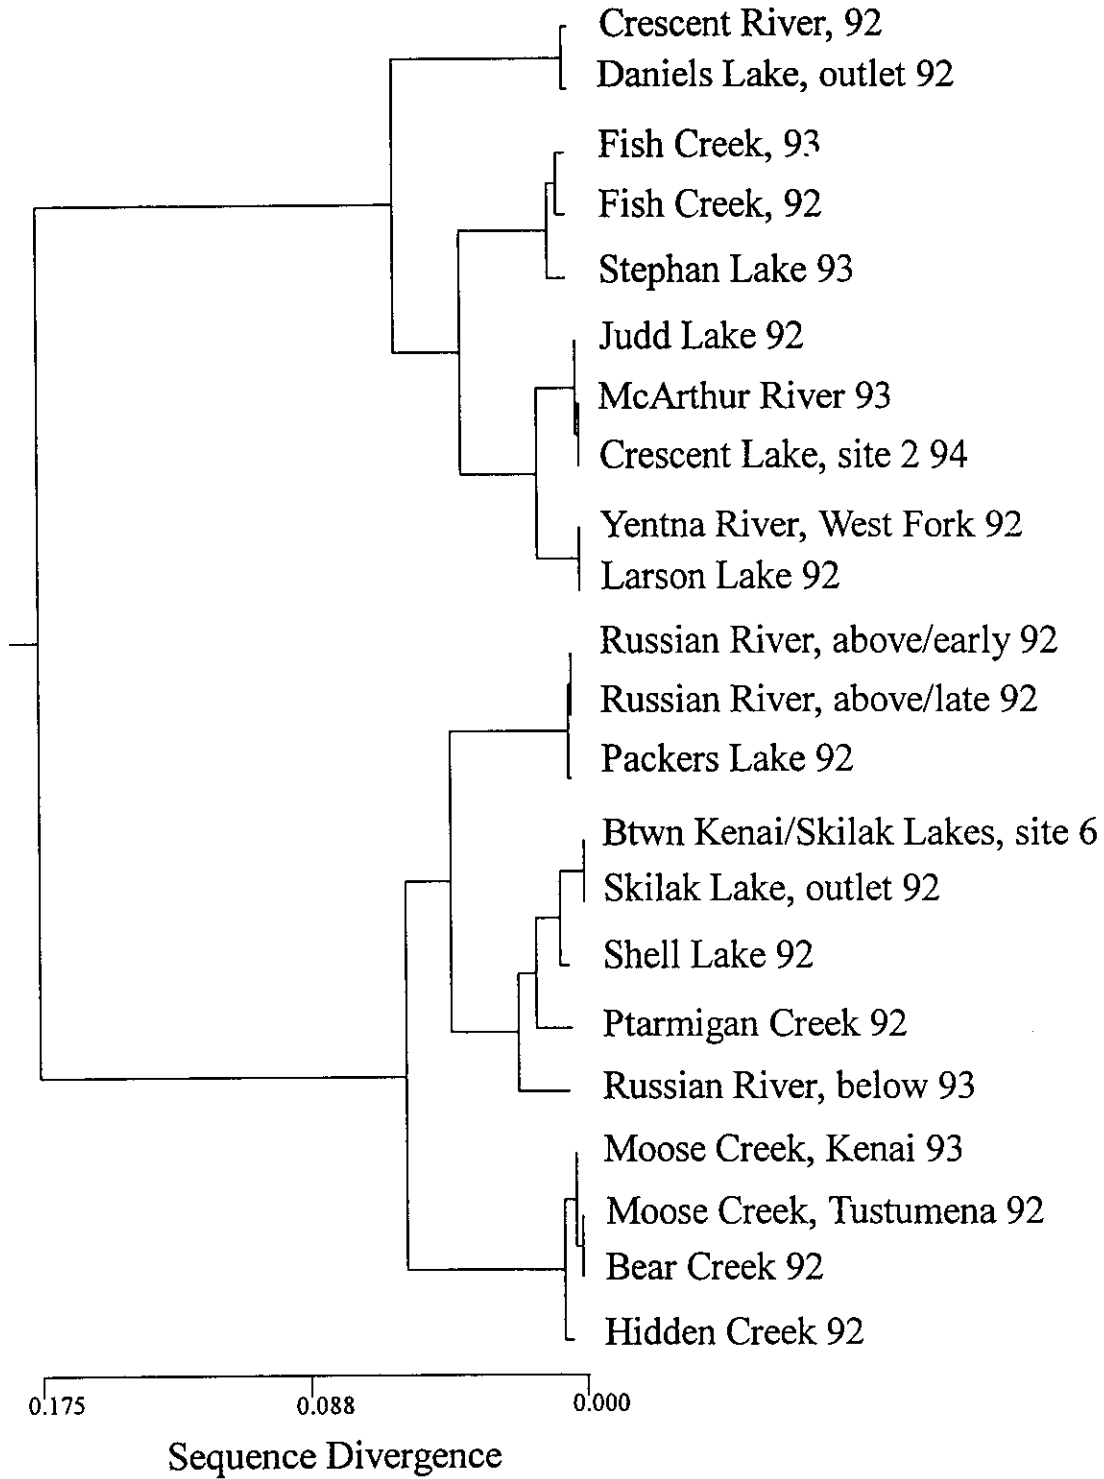 Crescent River, 92
Daniels Lake, outlet 92
Fish Creek, 93
Fish Creek, 92
Stephan Lake 93
Judd Lake 92
McArthur River 93
Crescent Lake, site 2 94
Yentna River, West Fork 92
Larson Lake 92
Russian River, above/early 92
Russian River, above/late 92
Packers Lake 92
Btwn Kenai/Skilak Lakes, site 6
Skilak Lake, outlet 92
Shell Lake 92
Ptarmigan Creek 92
Russian River, below 93
Moose Creek, Kenai 93
Moose Creek, Tustumena 92
Bear Creek 92
Hidden Creek 92
0.175 0.088 0.000
Sequence Divergence